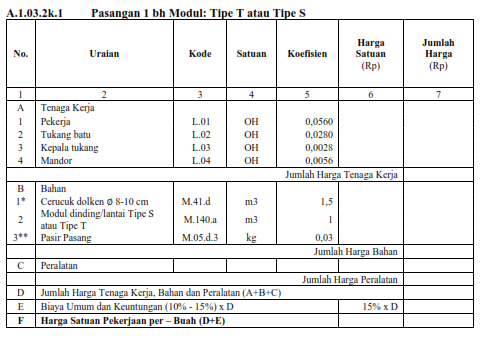 A.1.03.2k.1 Pasangan 1 bh Modul: Tipe T atau Tipe S
No. Uraian Kode Satuan Koefisien Harga Satuan (Rp) Jumlah Harga (Rp)
1 2 3 4 5 6 7
A Tenaga Kerja
1 Pekerja L.01 OH 0,0560
2 Tukang batu L.02 OH 0,0280
3 Kepala tukang L.03 OH 0,0028
4 Mandor L.04 OH 0,0056
Jumlah Harga Tenaga Kerja
B Bahan
1* Cerucuk dolken Ø 8-10 cm M.41.d m3 1,5
2 Modul dinding/lantai Tipe S atau Tipe T M.140.a m3 1
3** Pasir Pasang M.05.d.3 kg 0,03
Jumlah Harga Bahan
C Peralatan
Jumlah Harga Peralatan
D Jumlah Harga Tenaga Kerja, Bahan dan Peralatan (A+B+C)
E Biaya Umum dan Keuntungan (10% - 15%) x D 15% x D
F Harga Satuan Pekerjaan per – Buah (D+E)